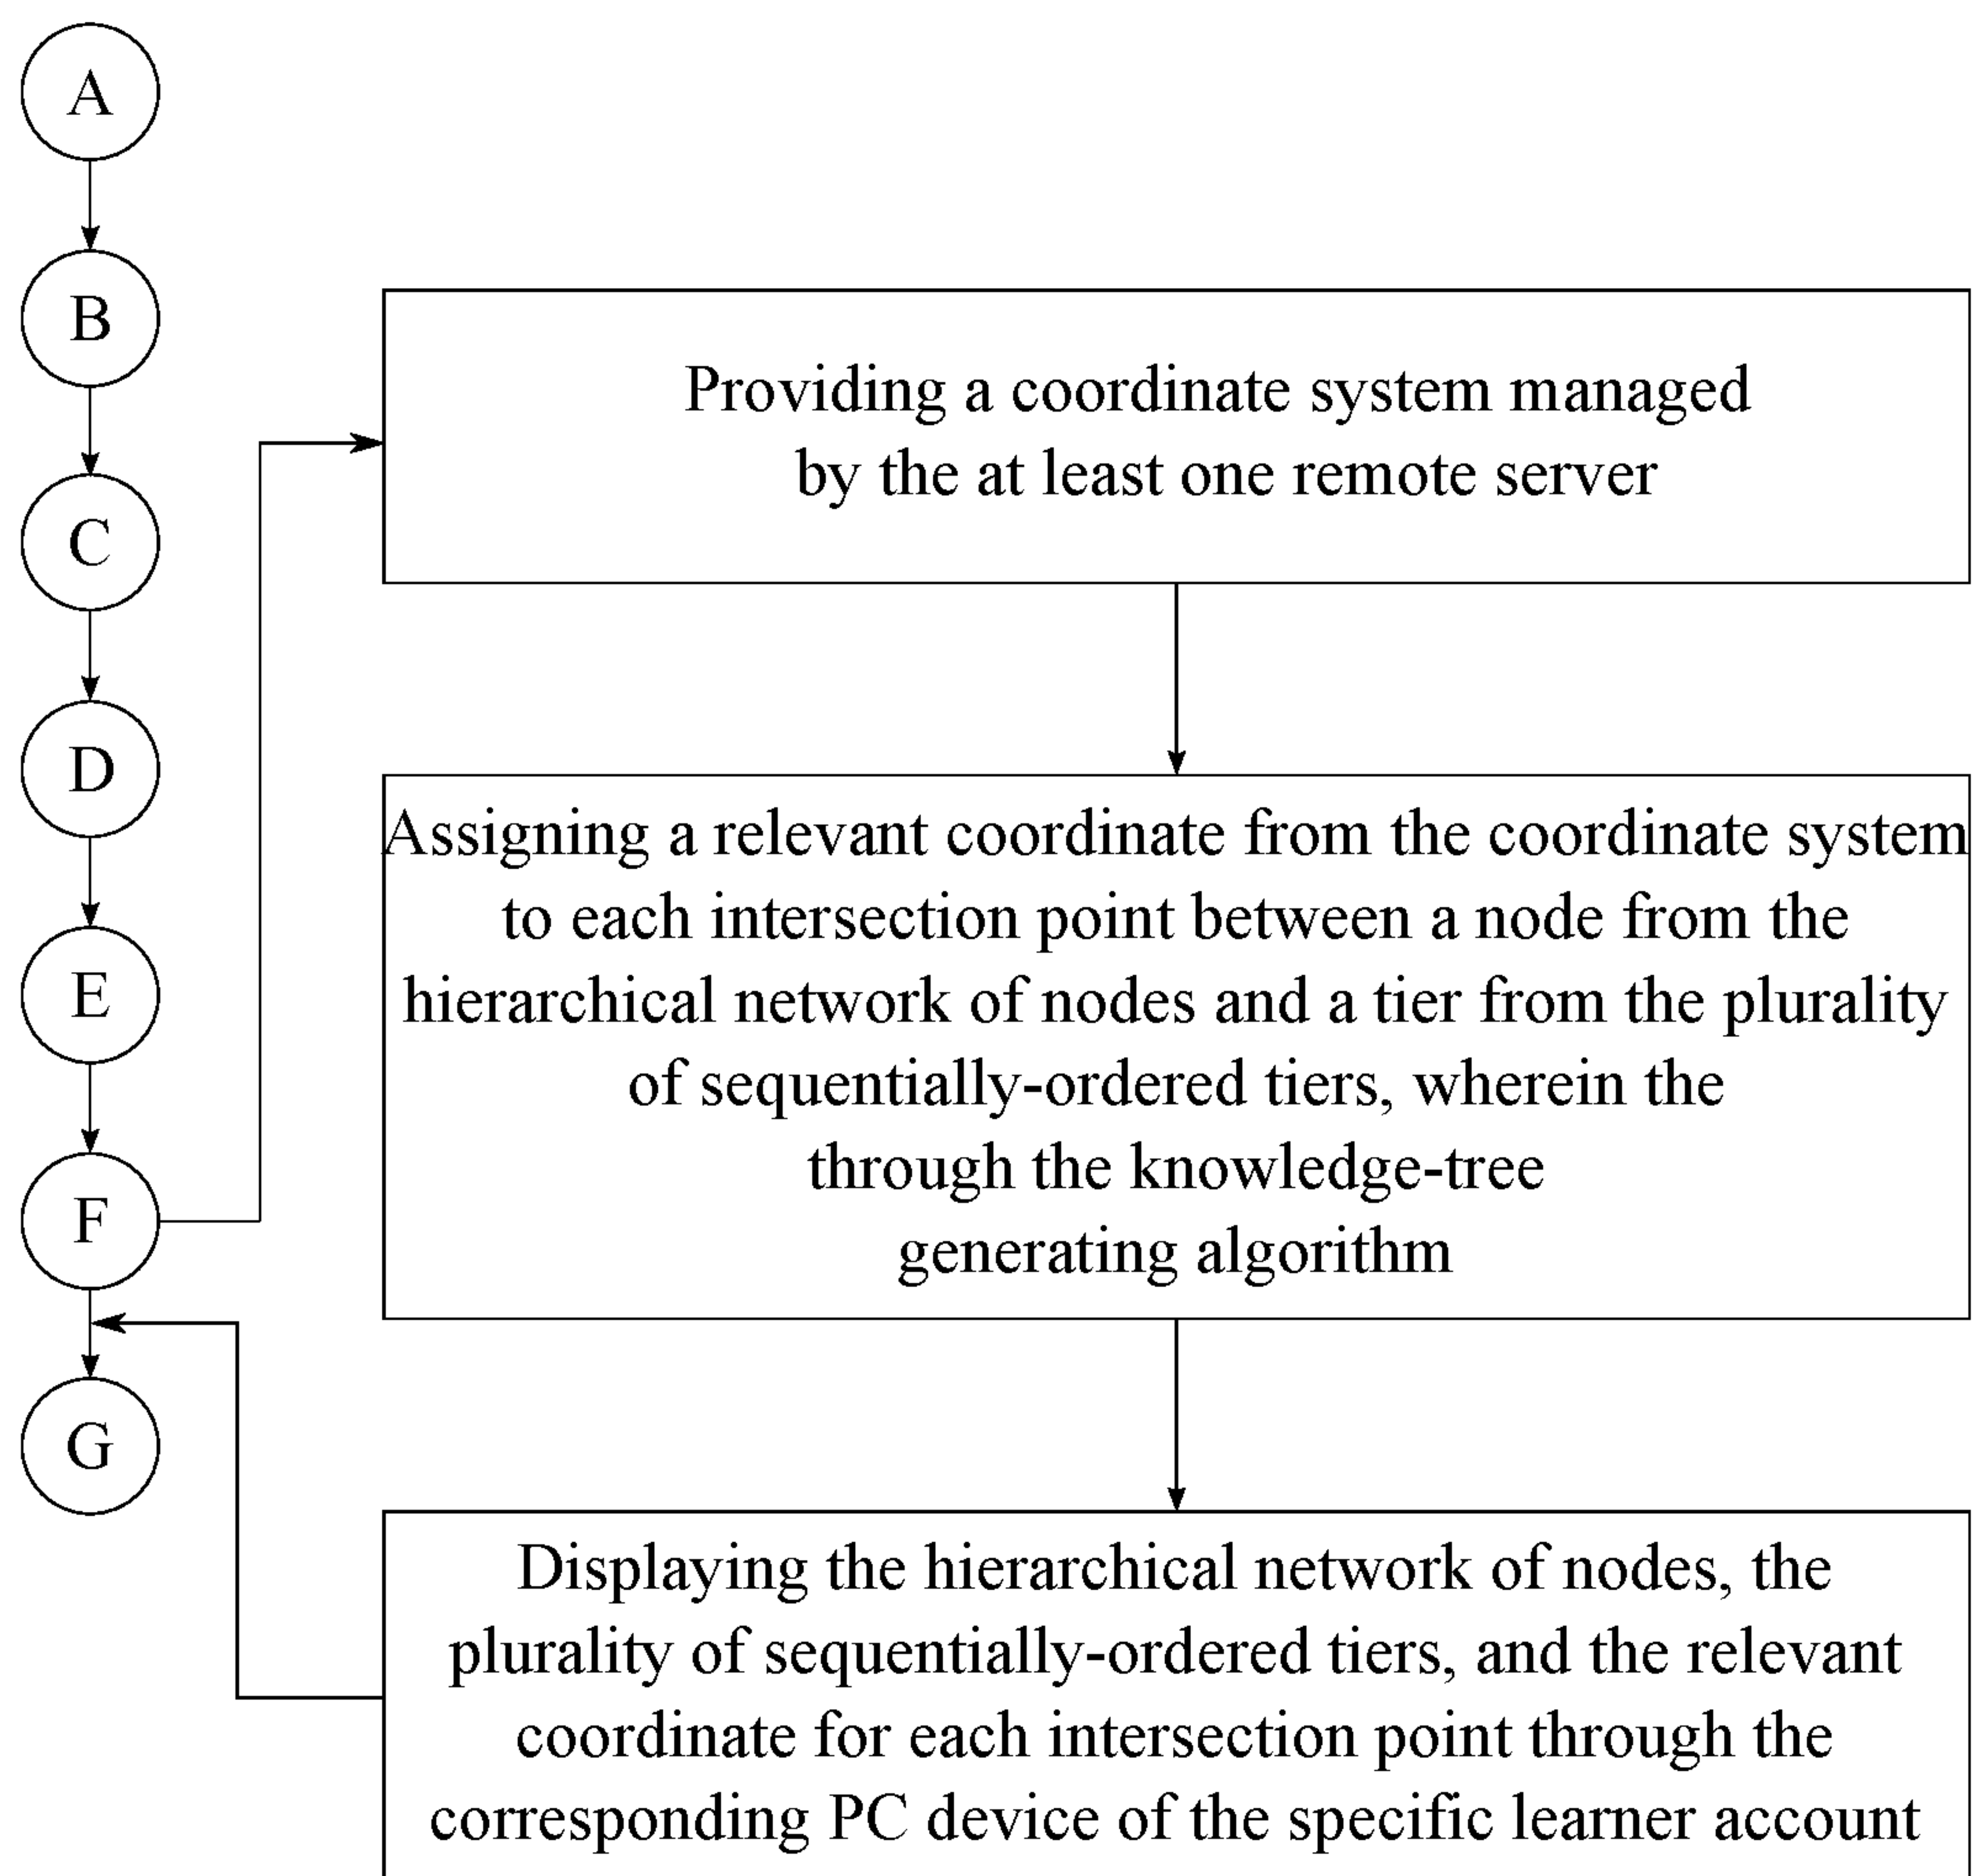 A
B
C
D
E
F
G
Providing a coordinate system managed
by the at least one remote server
Assigning a relevant coordinate from the coordinate system
to each intersection point between a node from the
hierarchical network of nodes and a tier from the plurality
of sequentially-ordered tiers, wherein the
through the knowledge-tree
generating algorithm
Displaying the hierarchical network of nodes, the
plurality of sequentially-ordered tiers, and the relevant
coordinate for each intersection point through the
corresponding PC device of the specific learner account